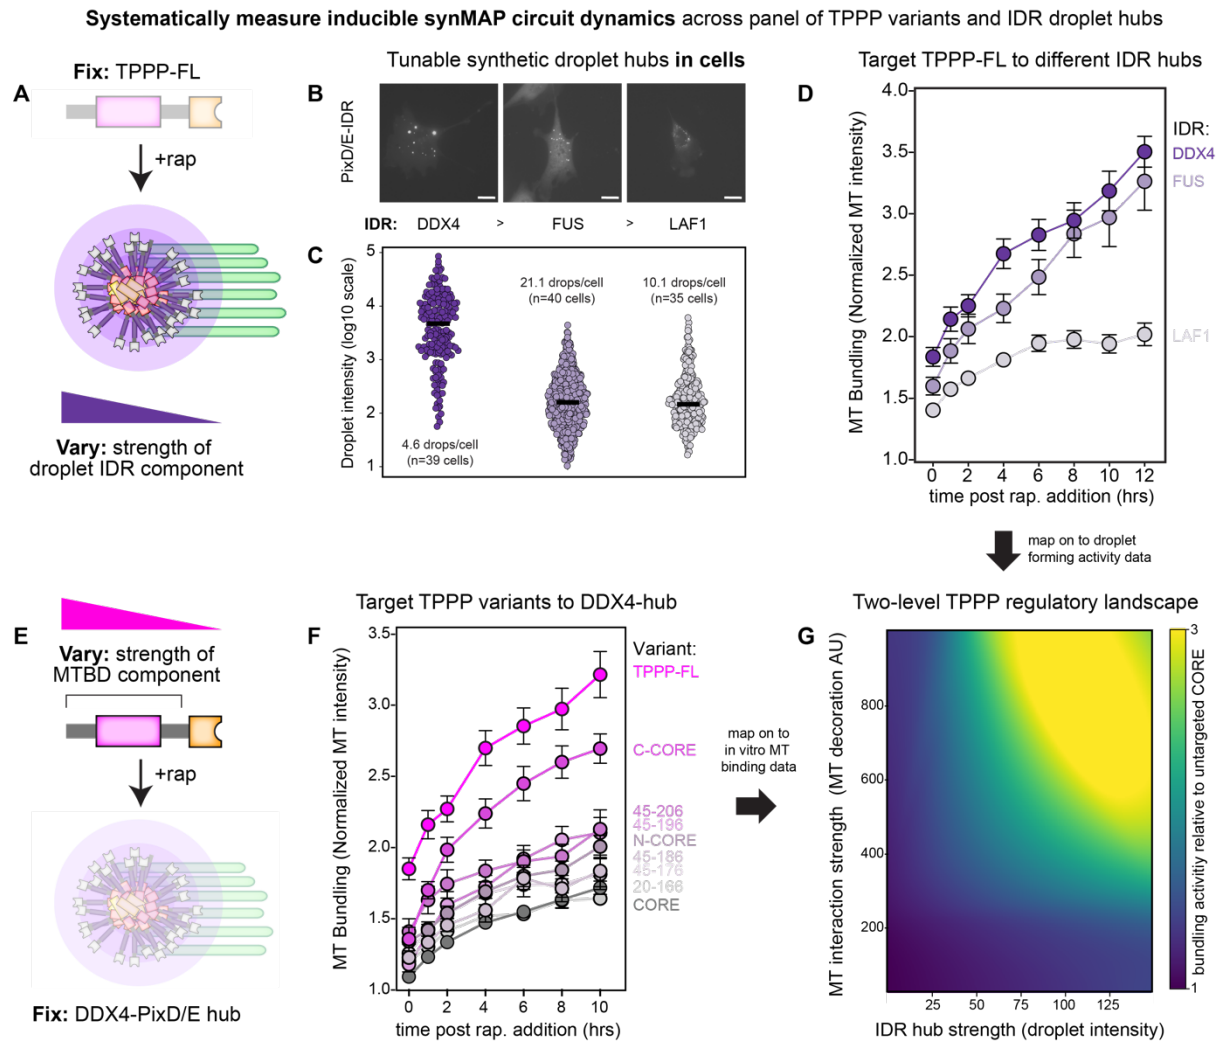 Systematically measure inducible synMAP circuit dynamics across panel of TPPP variants and IDR droplet hubs
A
Fix: TPPP-FL
+rap
Vary: strength of
droplet IDR component
Tunable synthetic droplet hubs in cells
B
PixD/E-IDR
IDR: DDX4 > FUS > LAF1
C
Droplet intensity (log10 scale)
5
4
3
2
1
4.6 drops/cell
(n=39 cells)
21.1 drops/cell
(n=40 cells)
10.1 drops/cell
(n=35 cells)
Target TPPP-FL to different IDR hubs
D
MT Bundling (Normalized MT intensity)
4.0
3.5
3.0
2.5
2.0
1.5
1.0
0 2 4 6 8 10 12
time post rap. addition (hrs)
IDR:
DDX4
FUS
LAF1
map on to droplet
forming activity data
E
Vary: strength of
MTBD component
+rap
Fix: DDX4-PixD/E hub
Target TPPP variants to DDX4-hub
F
MT Bundling (Normalized MT intensity)
3.5
3.0
2.5
2.0
1.5
1.0
0 2 4 6 8 10
time post rap. addition (hrs)
Variant:
TPPP-FL
C-CORE
45-206
45-196
N-CORE
45-186
45-176
20-166
CORE
map on to
in vitro MT
binding data
Two-level TPPP regulatory landscape
G
MT interaction strength (MT decoration AU)
800
600
400
200
25 75 100 125
IDR hub strength (droplet intensity)
3
1
bundling activity relative to untargeted CORE